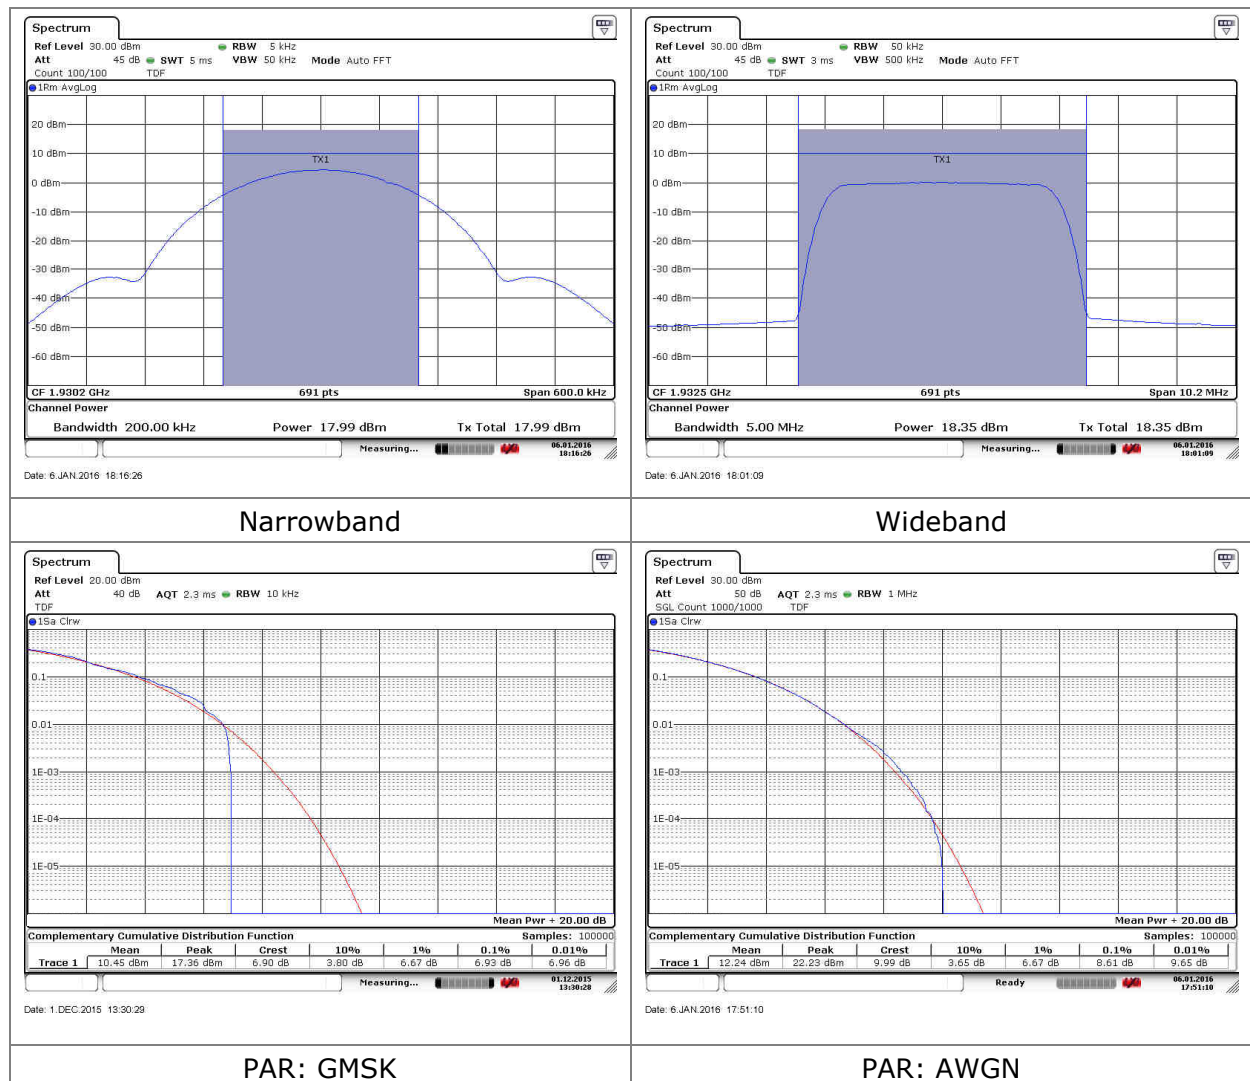 Spectrum
Ref Level 30.00 dBm RBW 5 kHz
Att 45 dB SWT 5 ms VBW 50 kHz Mode Auto FFT
Count 100/100 TDF
1Rm AvgLog
20 dBm
10 dBm
TX1
0 dBm
-10 dBm
-20 dBm
-30 dBm
-40 dBm
-50 dBm
-60 dBm
CF 1.9302 GHz 691 pts Span 600.0 kHz
Channel Power
Bandwidth 200.00 kHz Power 17.99 dBm Tx Total 17.99 dBm
Measuring... 06.01.2016
18:16:26
Date: 6.JAN.2016 18:16:26
Narrowband
Spectrum
Ref Level 30.00 dBm RBW 50 kHz
Att 45 dB SWT 3 ms VBW 500 kHz Mode Auto FFT
Count 100/100 TDF
1Rm AvgLog
20 dBm
10 dBm
TX1
0 dBm
-10 dBm
-20 dBm
-30 dBm
-40 dBm
-50 dBm
-60 dBm
CF 1.9325 GHz 691 pts Span 10.2 MHz
Channel Power
Bandwidth 5.00 MHz Power 18.35 dBm Tx Total 18.35 dBm
Measuring... 06.01.2016
18:01:09
Date: 6.JAN.2016 18:01:09
Wideband
Spectrum
Ref Level 20.00 dBm
Att 40 dB AQT 2.3 ms RBW 10 kHz
TDF
1Sa Clrw
0.1
0.01
1E-03
1E-04
1E-05
Mean Pwr + 20.00 dB
Complementary Cumulative Distribution Function Samples: 100000
Mean Peak Crest 10% 1% 0.1% 0.01%
Trace 1 10.45 dBm 17.36 dBm 6.90 dB 3.80 dB 6.67 dB 6.93 dB 6.96 dB
Measuring... 01.12.2015
13:30:28
Date: 1.DEC.2015 13:30:29
PAR: GMSK
Spectrum
Ref Level 30.00 dBm
Att 50 dB AQT 2.3 ms RBW 1 MHz
SGL Count 1000/1000 TDF
1Sa Clrw
0.1
0.01
1E-03
1E-04
1E-05
Mean Pwr + 20.00 dB
Complementary Cumulative Distribution Function Samples: 100000
Mean Peak Crest 10% 1% 0.1% 0.01%
Trace 1 12.24 dBm 22.23 dBm 9.99 dB 3.65 dB 6.67 dB 8.61 dB 9.65 dB
Ready 06.01.2016
17:51:10
Date: 6.JAN.2016 17:51:10
PAR: AWGN